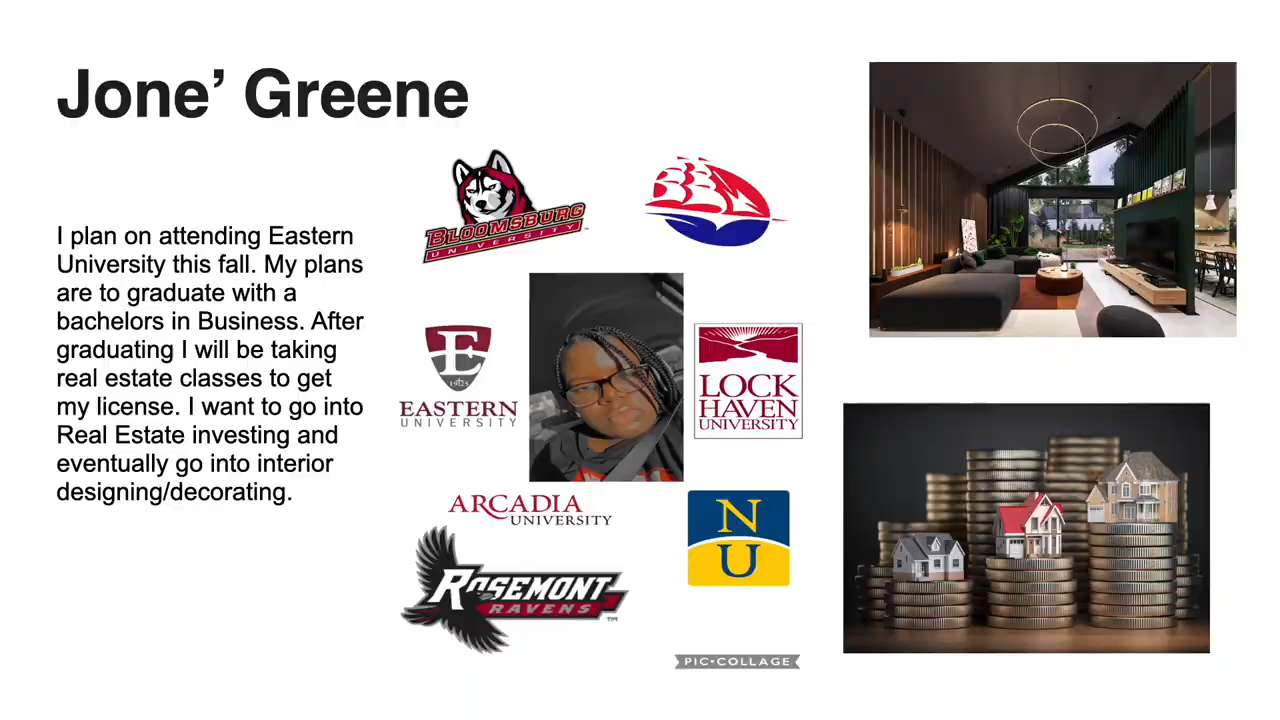 Jone’ Greene
I plan on attending Eastern
University this fall. My plans
are to graduate with a
bachelors in Business. After
graduating I will be taking
real estate classes to get
my license. I want to go into
Real Estate investing and
eventually go into interior
designing/decorating.
BLOOMSBURG
UNIVERSITY
E
1925
EASTERN
UNIVERSITY
LOCK
HAVEN
UNIVERSITY
ARCADIA
UNIVERSITY
N
U
ROSEMONT
RAVENS
TM
PIC•COLLAGE